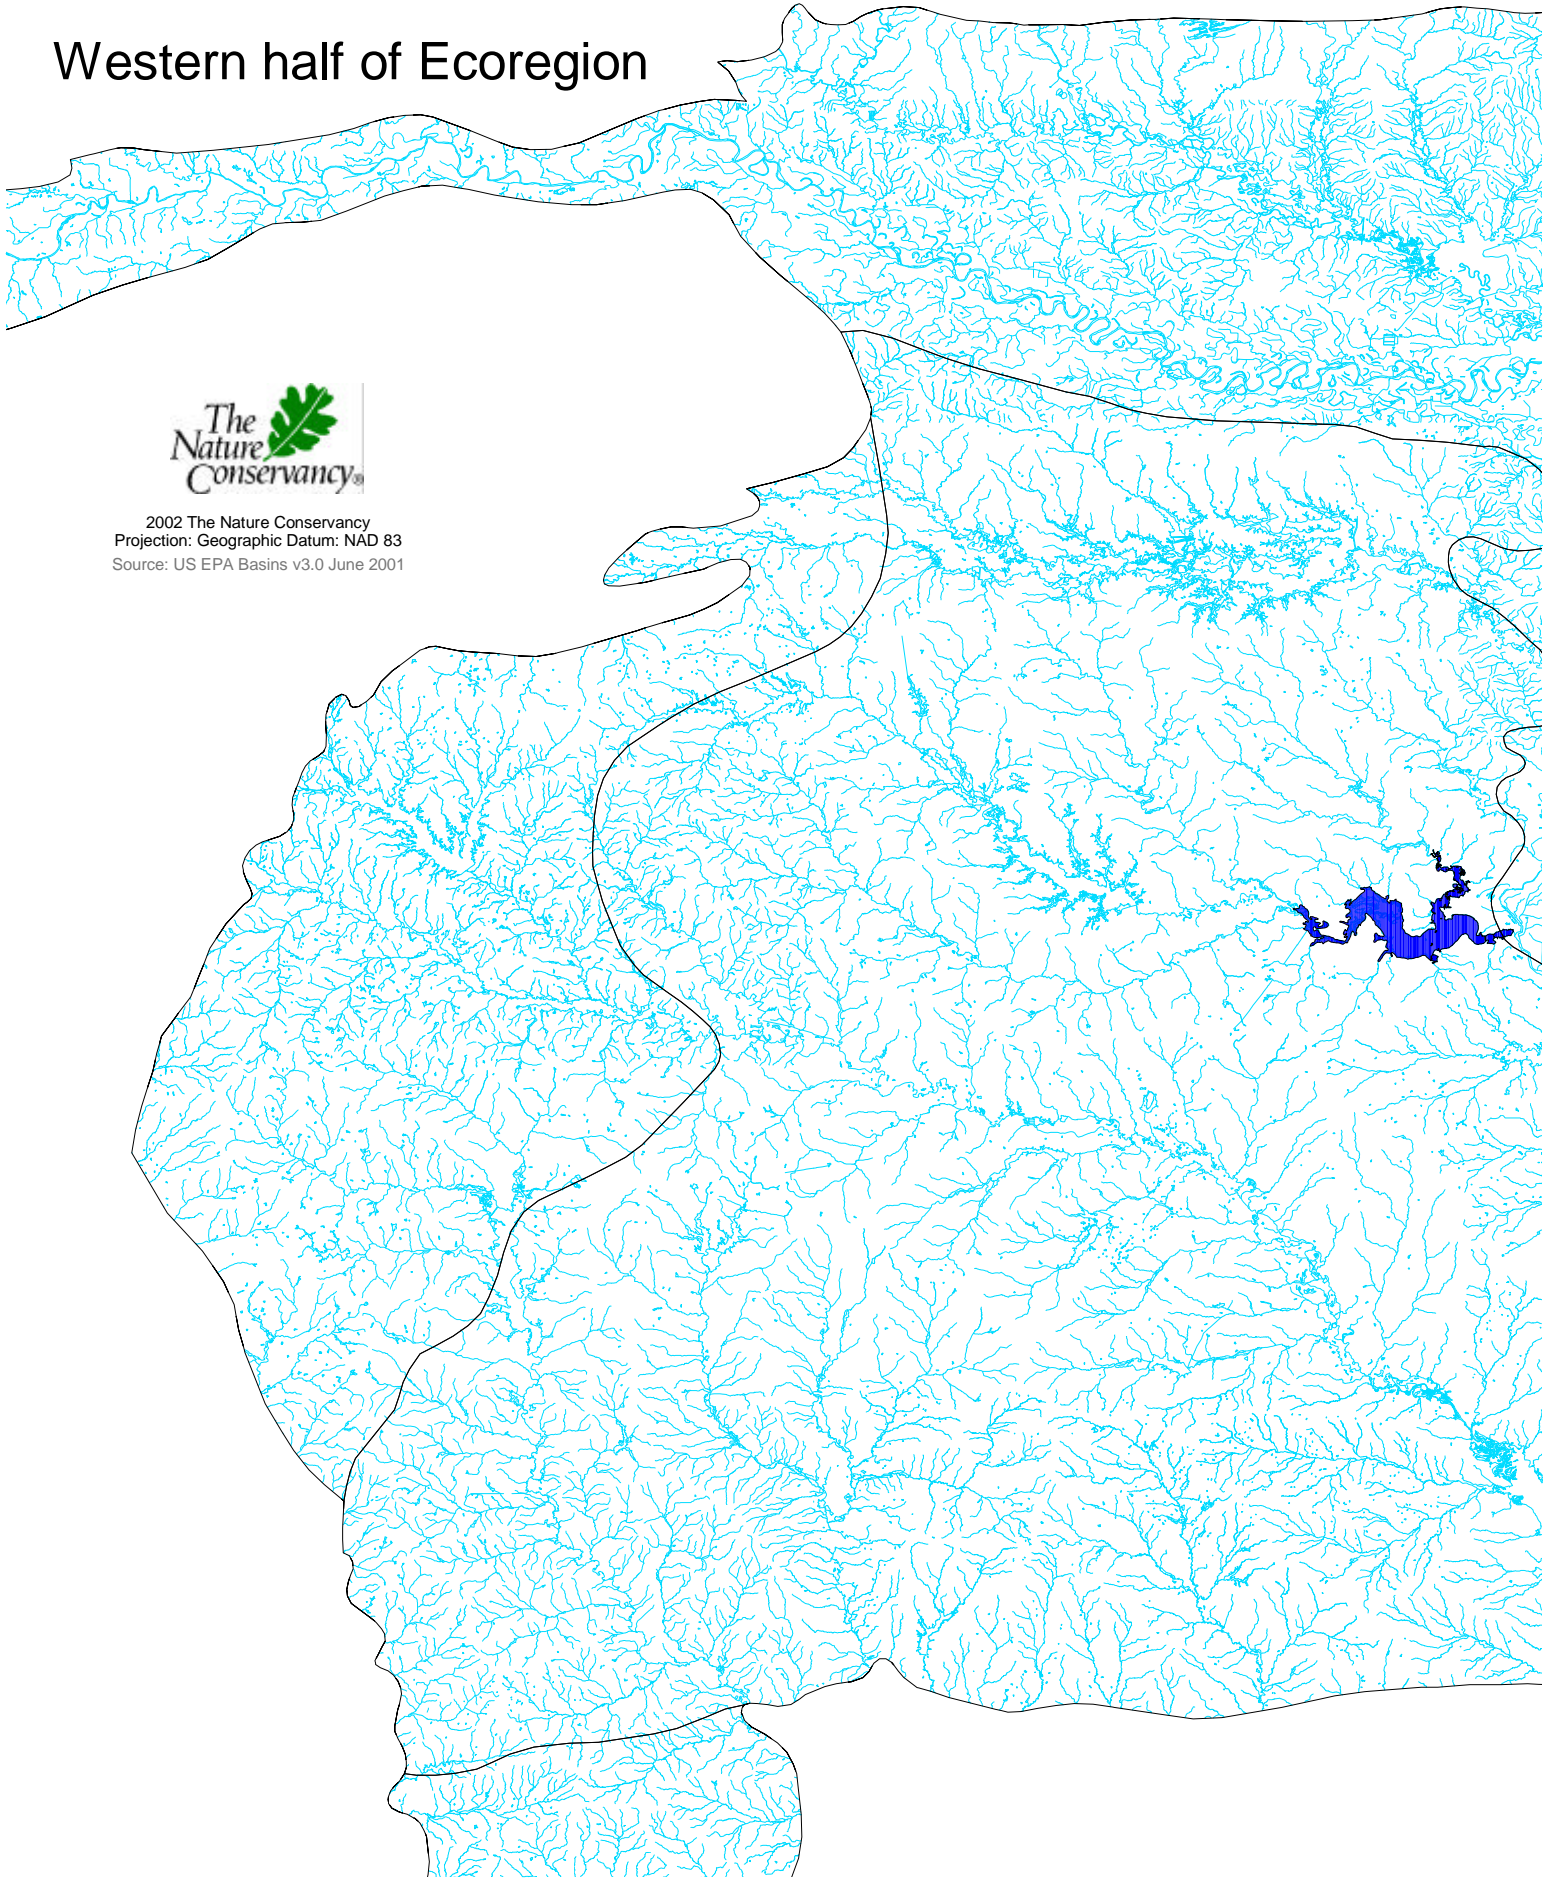 Western half of Ecoregion
The
Nature
Conservancy®
2002 The Nature Conservancy
Projection: Geographic Datum: NAD 83
Source: US EPA Basins v3.0 June 2001